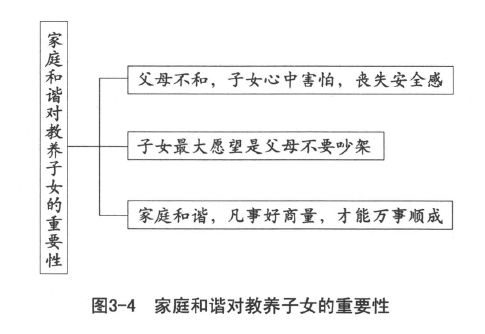 家庭和谐对教养子女的重要性
父母不和，子女心中害怕，丧失安全感
子女最大愿望是父母不要吵架
家庭和谐，凡事好商量，才能万事顺成
图3-4 家庭和谐对教养子女的重要性